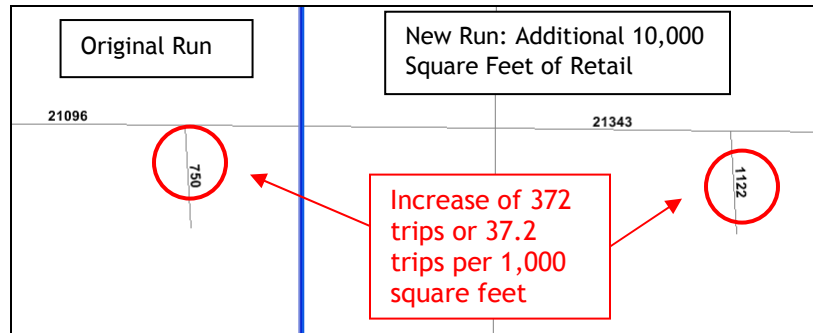 Original Run
New Run: Additional 10,000
Square Feet of Retail
21096
21343
750
1122
Increase of 372
trips or 37.2
trips per 1,000
square feet